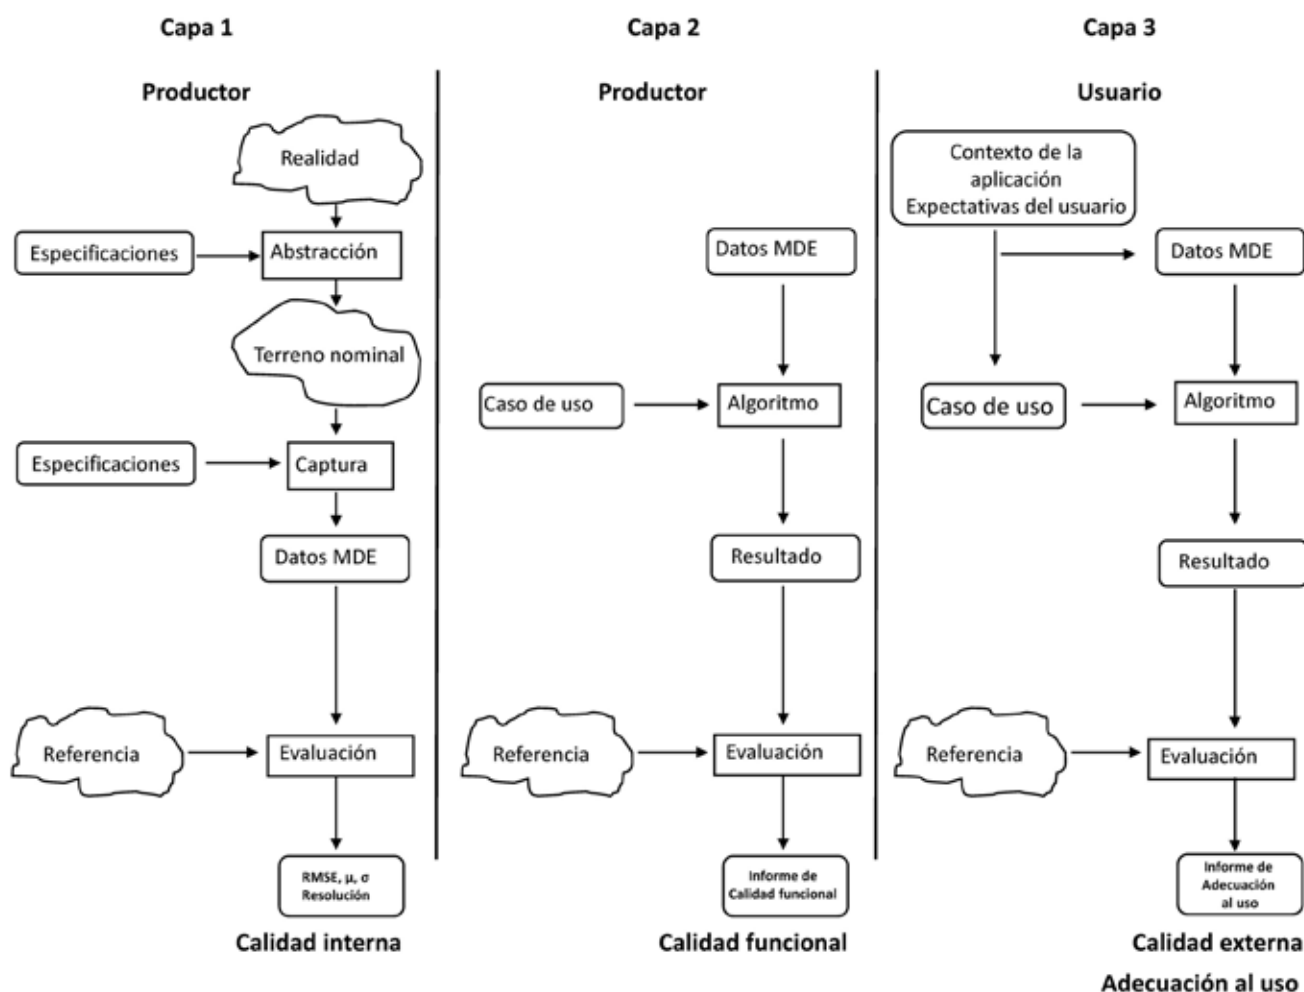 Capa 1
Productor
Realidad
Especificaciones
Abstracción
Terreno nominal
Especificaciones
Captura
Datos MDE
Referencia
Evaluación
RMSE, μ, σ
Resolución
Calidad interna
Capa 2
Productor
Datos MDE
Caso de uso
Algoritmo
Resultado
Referencia
Evaluación
Informe de
Calidad funcional
Calidad funcional
Capa 3
Usuario
Contexto de la
aplicación
Expectativas del usuario
Datos MDE
Caso de uso
Algoritmo
Resultado
Referencia
Evaluación
Informe de
Adecuación
al uso
Calidad externa
Adecuación al uso